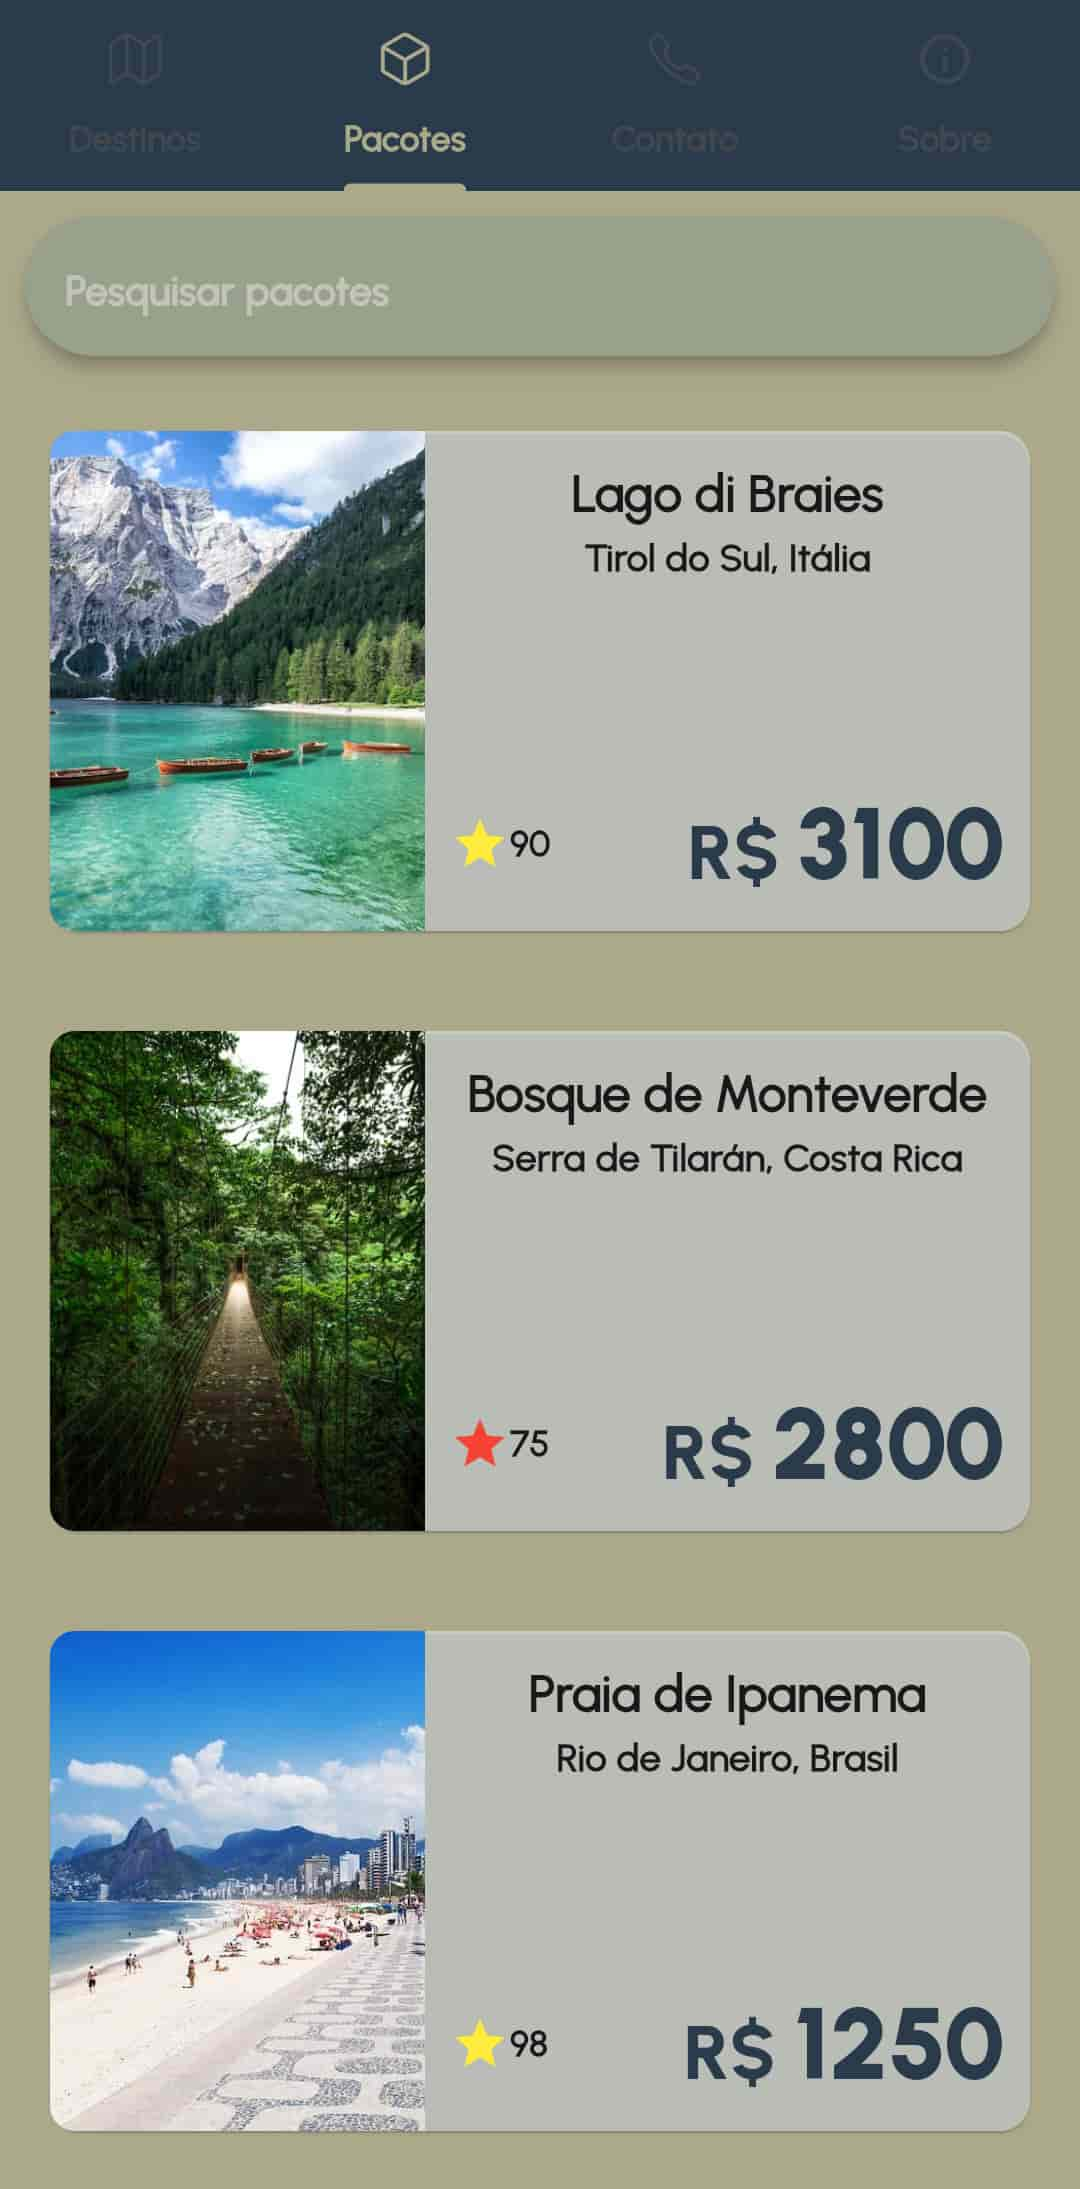 Destinos
Pacotes
Contato
Sobre
Pesquisar pacotes
Lago di Braies
Tirol do Sul, Itália
90
R$ 3100
Bosque de Monteverde
Serra de Tilarán, Costa Rica
75
R$ 2800
Praia de Ipanema
Rio de Janeiro, Brasil
98
R$ 1250